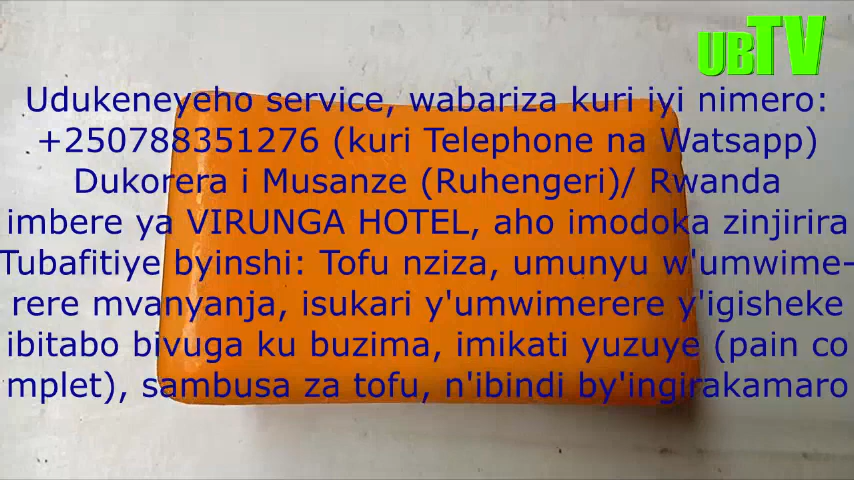 UBTV
Udukeneyeho service, wabariza kuri iyi nimero:
+250788351276 (kuri Telephone na Watsapp)
Dukorera i Musanze (Ruhengeri)/ Rwanda
imbere ya VIRUNGA HOTEL, aho imodoka zinjirira
Tubafitiye byinshi: Tofu nziza, umunyu w'umwime-
rere mvanyanja, isukari y'umwimerere y'igisheke
ibitabo bivuga ku buzima, imikati yuzuye (pain co
mplet), sambusa za tofu, n'ibindi by'ingirakamaro